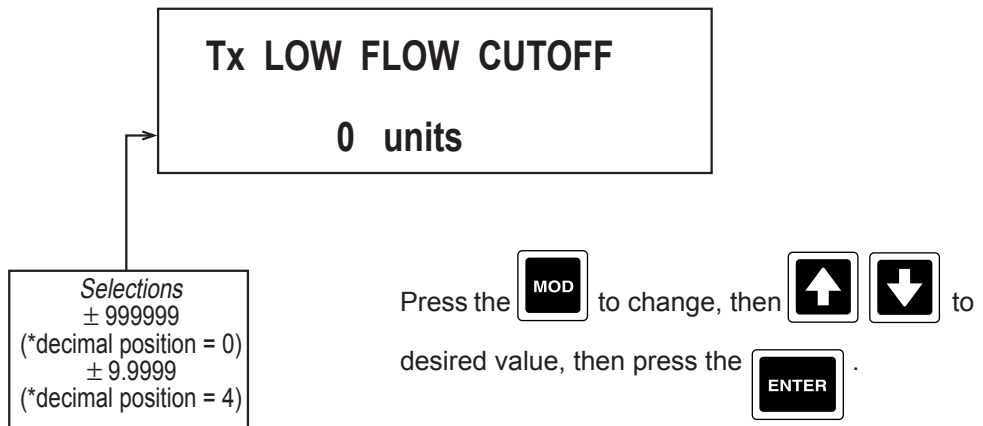 Tx LOW FLOW CUTOFF
0 units
Selections
± 999999
(*decimal position = 0)
± 9.9999
(*decimal position = 4)
Press the MOD to change, then to
desired value, then press the ENTER .